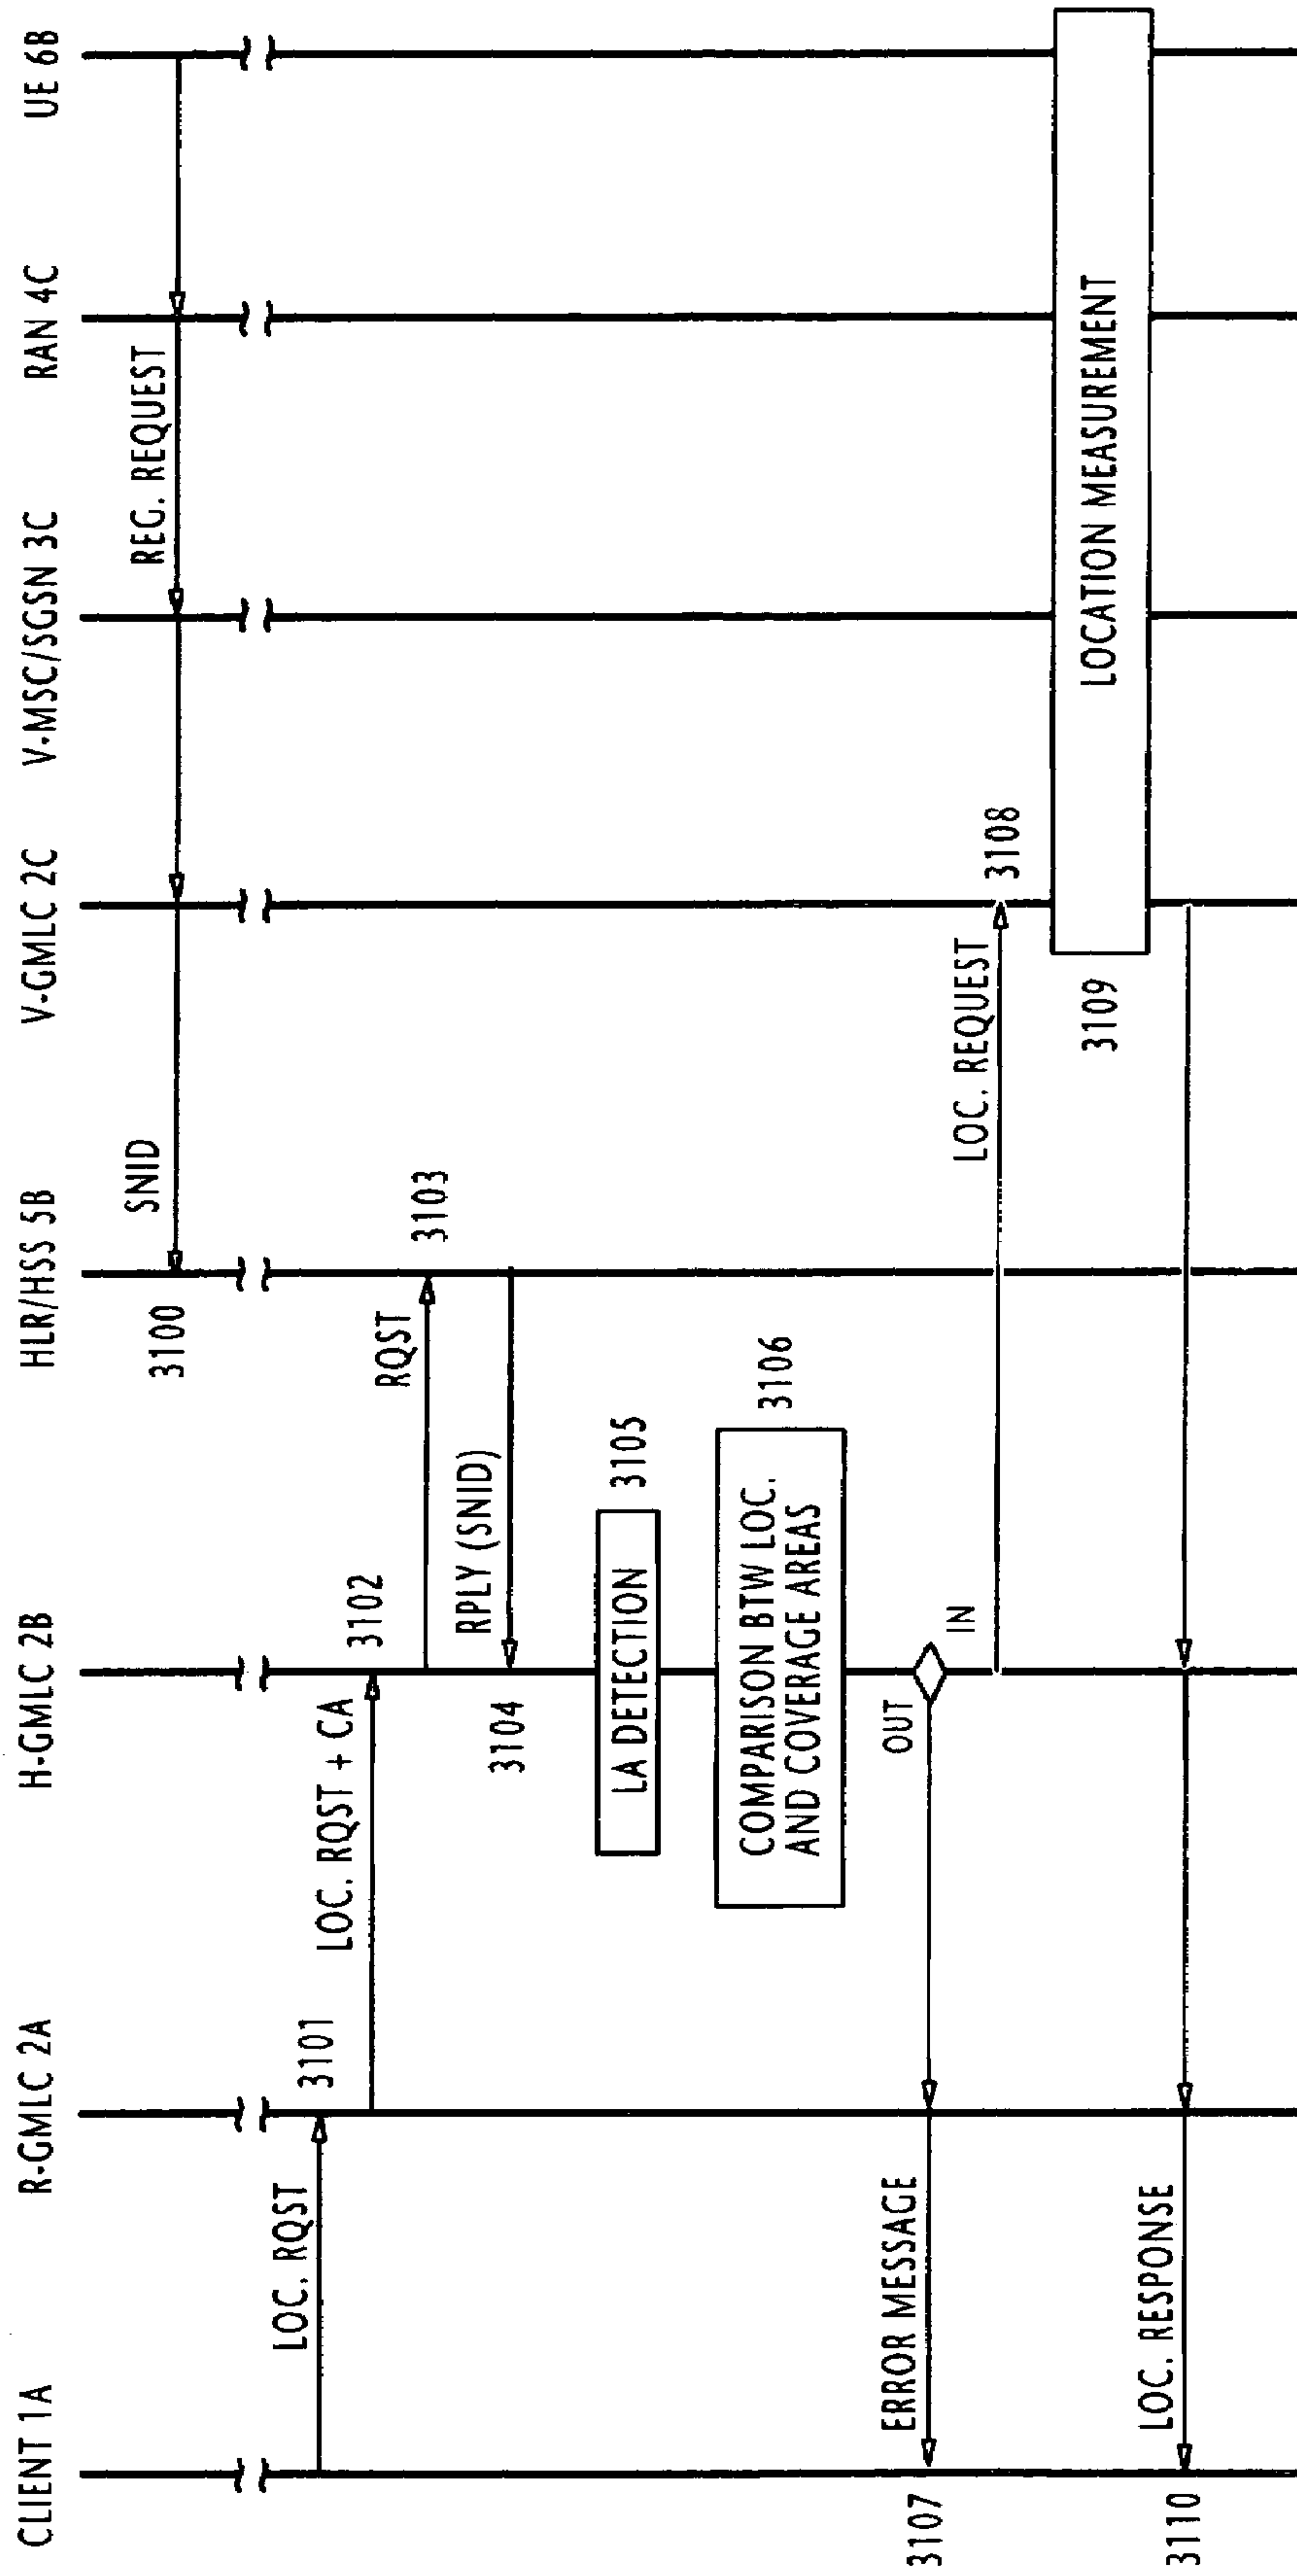 CLIENT 1A
R-GMLC 2A
H-GMLC 2B
HLR/HSS 5B
V-GMLC 2C
V-MSC/SGSN 3C
RAN 4C
UE 6B
3100
SNID
REG. REQUEST
LOC. RQST
3101
LOC. RQST + CA
3102
RQST
3103
3104
RPLY (SNID)
LA DETECTION
3105
COMPARISON BTW LOC.
AND COVERAGE AREAS
3106
3107
ERROR MESSAGE
OUT
IN
LOC. REQUEST
3108
3109
LOCATION MEASUREMENT
3110
LOC. RESPONSE